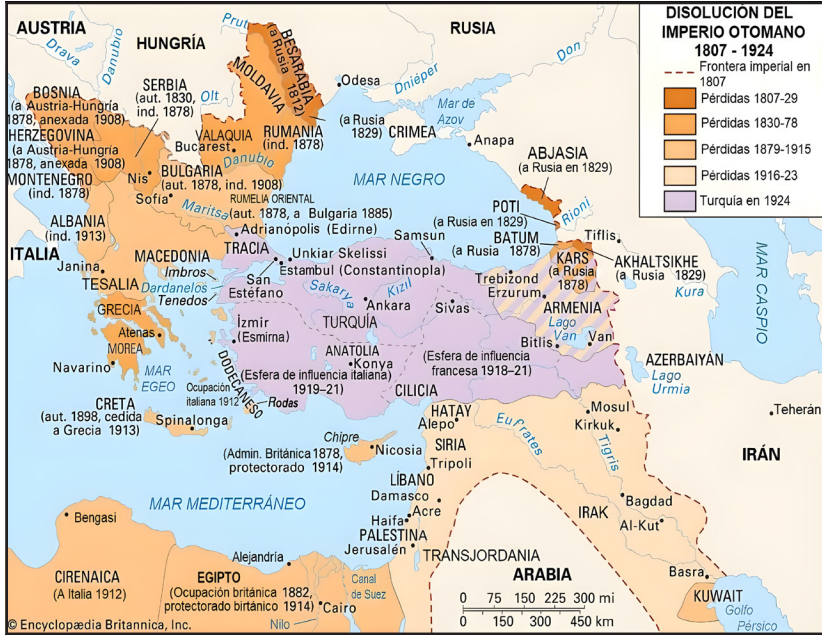 DISOLUCIÓN DEL
IMPERIO OTOMANO
1807 - 1924
Frontera imperial en
1807
Pérdidas 1807-29
Pérdidas 1830-78
Pérdidas 1879-1915
Pérdidas 1916-23
Turquía en 1924
AUSTRIA
Drava
Danubio
HUNGRÍA
Prut
RUSIA
Don
Dniéper
BESARABIA
(a Rusia
1812)
MOLDAVIA
Odesa
Mar de
Azov
BOSNIA
(a Austria-Hungría
1878, anexada 1908)
SERBIA
(aut. 1830,
ind. 1878)
Olt
HERZEGOVINA
(a Austria-Hungría
1878, anexada 1908)
VALAQUIA
Bucarest
RUMANIA
(ind. 1878)
(a Rusia
1829)
CRIMEA
Anapa
Danubio
MONTENEGRO
(ind. 1878)
Nis
Sofía
BULGARIA
(aut. 1878, ind. 1908)
RUMELIA ORIENTAL
(aut. 1878, a Bulgaria 1885)
Maritsa
MAR NEGRO
ABJASIA
(a Rusia en 1829)
POTI
(a Rusia en 1829)
Rioni
BATUM
(a Rusia
1878)
Tiflis
AKHALTSIKHE
(a Rusia 1829)
KARS
(a Rusia
1878)
Kura
MAR CASPIO
ALBANIA
(ind. 1913)
ITALIA
Janina
MACEDONIA
Adrianópolis (Edirne)
TRACIA
Unkiar Skelissi
Estambul (Constantinopla)
San
Estéfano
Samsun
Imbros
Dardanelos
Tenedos
TESALIA
GRECIA
Atenas
MOREA
Navarino
MAR
EGEO
Sakarya
Kizil
Ankara
Sivas
Trebizond
Erzurum
ARMENIA
Lago
Van
Van
Bitlis
AZERBAIYÁN
Lago
Urmia
Teherán
IRÁN
İzmir
(Esmirna)
TURQUÍA
ANATOLIA
Konya
(Esfera de influencia italiana)
1919–21)
(Esfera de influencia
francesa 1918–21)
CILICIA
DODECANESO
Ocupación
italiana 1912
Rodas
CRETA
(aut. 1898, cedida
a Grecia 1913)
Spinalonga
Chipre
(Admin. Británica 1878,
protectorado 1914)
Nicosia
HATAY
Alepo
SIRIA
Trípoli
LÍBANO
Damasco
Acre
Haifa
PALESTINA
Jerusalén
TRANSJORDANIA
Eufrates
Tigris
Mosul
Kirkuk
Bagdad
IRAK
Al-Kut
Basra
KUWAIT
Golfo
Pérsico
ARABIA
MAR MEDITERRÁNEO
Bengasi
CIRENAICA
(A Italia 1912)
Alejandría
EGIPTO
(Ocupación británica 1882,
protectorado británico 1914)
Cairo
Canal
de Suez
Nilo
0 75 150 225 300 mi
0 150 300 450 km
© Encyclopædia Britannica, Inc.